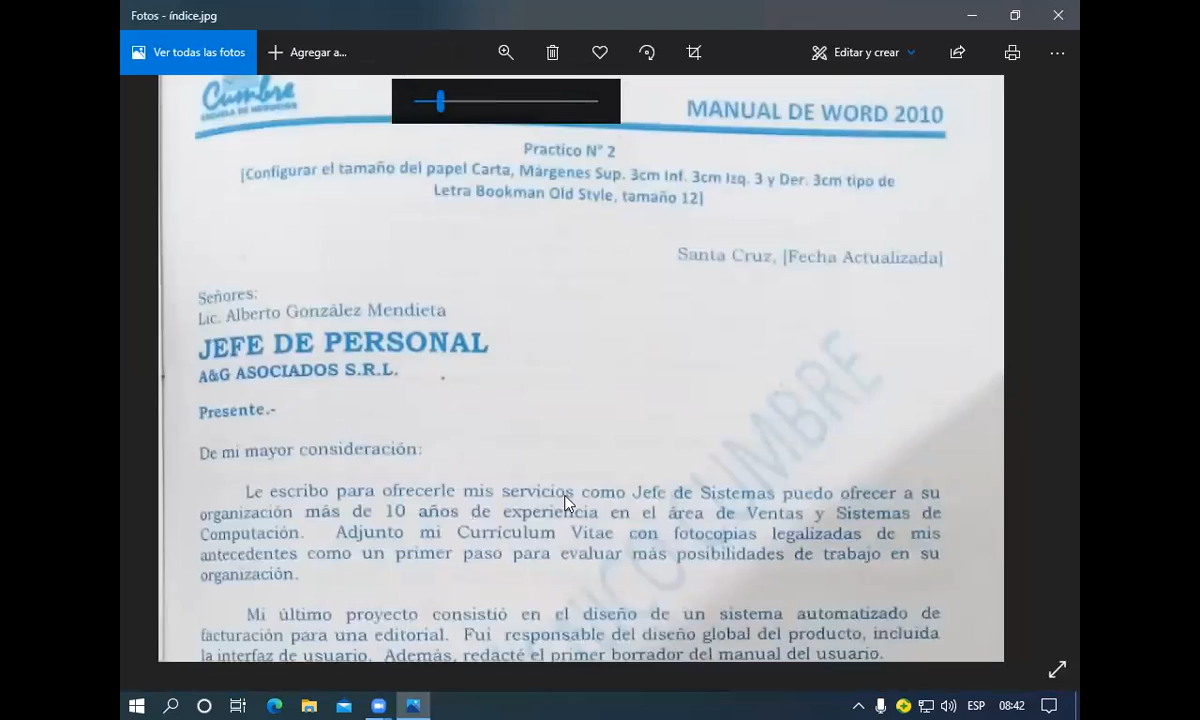 Fotos - índice.jpg
Ver todas las fotos
Agregar a...
Editar y crear
Cumbre
ESCUELA DE NEGOCIOS
MANUAL DE WORD 2010
Practico N° 2
[Configurar el tamaño del papel Carta, Márgenes Sup. 3cm Inf. 3cm Izq. 3 y Der. 3cm tipo de
Letra Bookman Old Style, tamaño 12]
Santa Cruz, [Fecha Actualizada]
Señores:
Lic. Alberto González Mendieta
JEFE DE PERSONAL
A&G ASOCIADOS S.R.L.
Presente.-
De mi mayor consideración:
Le escribo para ofrecerle mis servicios como Jefe de Sistemas puedo ofrecer a su
organización más de 10 años de experiencia en el área de Ventas y Sistemas de
Computación. Adjunto mi Currículum Vitae con fotocopias legalizadas de mis
antecedentes como un primer paso para evaluar más posibilidades de trabajo en su
organización.
Mi último proyecto consistió en el diseño de un sistema automatizado de
facturación para una editorial. Fui responsable del diseño global del producto, incluida
la interfaz de usuario. Además, redacté el primer borrador del manual del usuario.
ESP
08:42